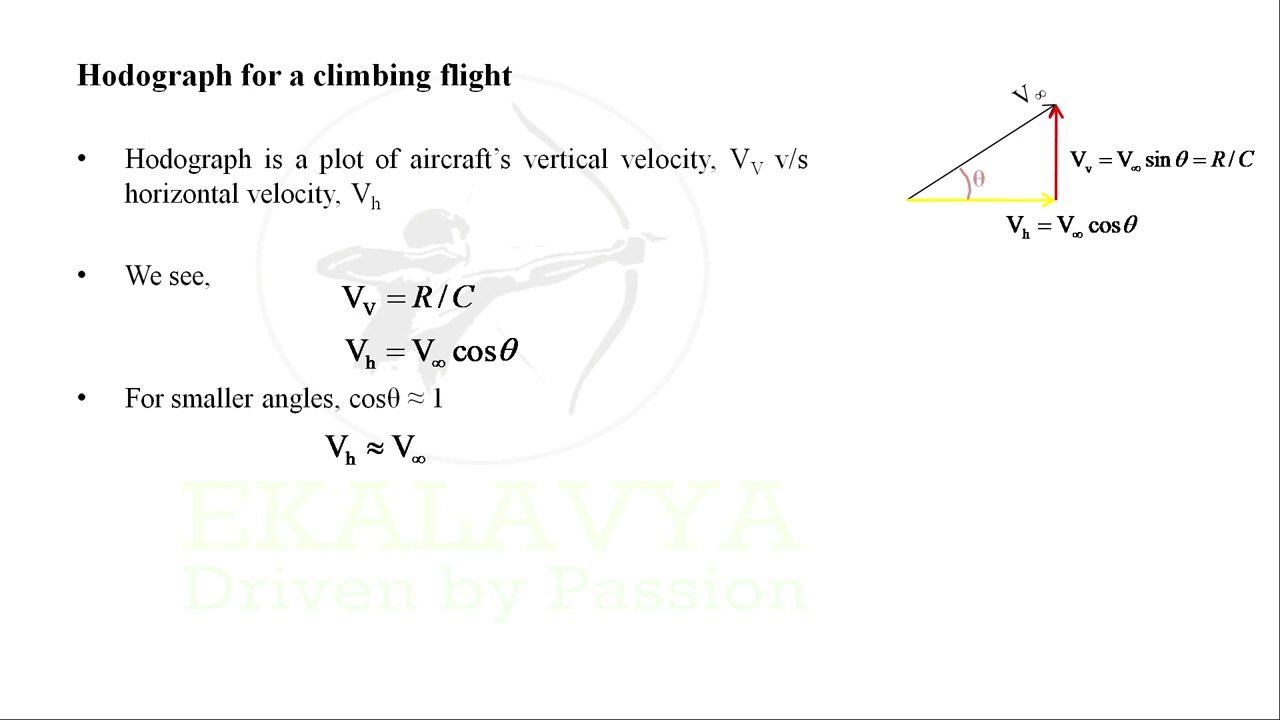 Hodograph for a climbing flight
• Hodograph is a plot of aircraft's vertical velocity, V_V v/s
horizontal velocity, V_h
• We see,
V_V = R/C
V_h = V_∞ cosθ
• For smaller angles, cosθ ≈ 1
V_h ≈ V_∞
V_∞
θ
V_v = V_∞ sin θ = R/C
V_h = V_∞ cosθ
EKALAVYA
Driven by Passion